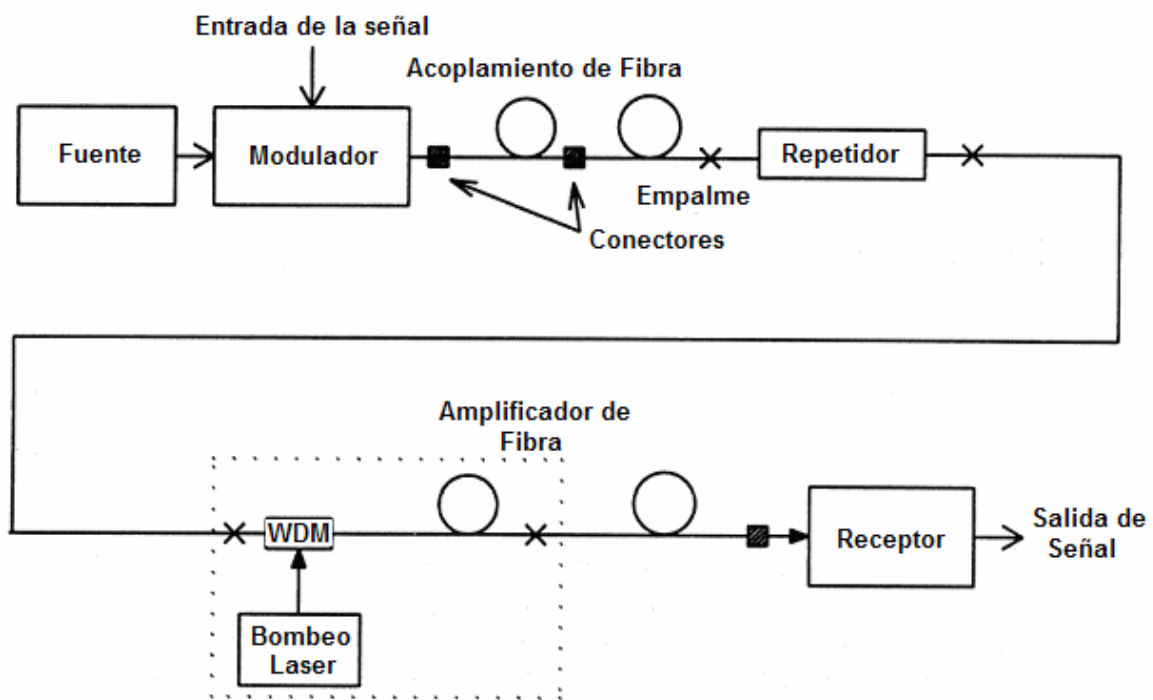 Entrada de la señal
Acoplamiento de Fibra
Fuente
Modulador
Repetidor
Empalme
Conectores
Amplificador de
Fibra
WDM
Bombeo
Laser
Receptor
Salida de
Señal